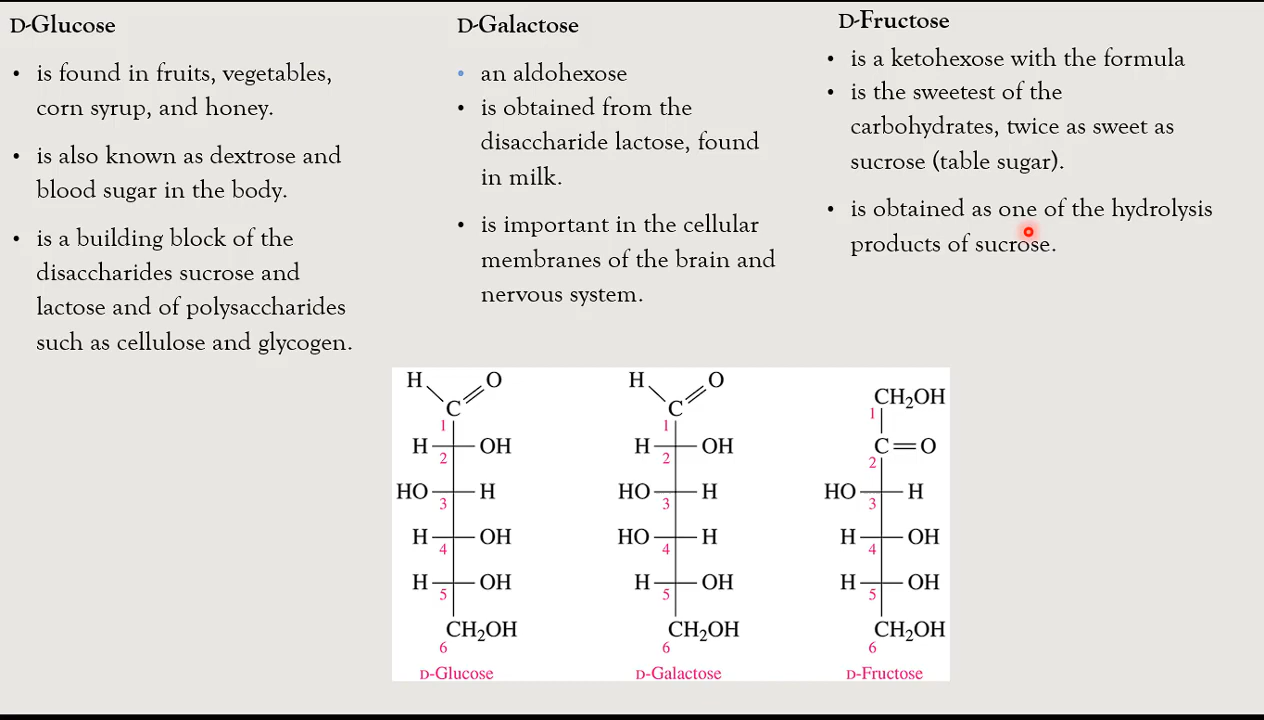 D-Glucose
• is found in fruits, vegetables,
corn syrup, and honey.
• is also known as dextrose and
blood sugar in the body.
• is a building block of the
disaccharides sucrose and
lactose and of polysaccharides
such as cellulose and glycogen.
D-Galactose
• an aldohexose
• is obtained from the
disaccharide lactose, found
in milk.
• is important in the cellular
membranes of the brain and
nervous system.
D-Fructose
• is a ketohexose with the formula
• is the sweetest of the
carbohydrates, twice as sweet as
sucrose (table sugar).
• is obtained as one of the hydrolysis
products of sucrose.
H O
C
1
H OH
2
HO H
3
H OH
4
H OH
5
CH₂OH
6
D-Glucose
H O
C
1
H OH
2
HO H
3
HO H
4
H OH
5
CH₂OH
6
D-Galactose
CH₂OH
1
C=O
2
HO H
3
H OH
4
H OH
5
CH₂OH
6
D-Fructose